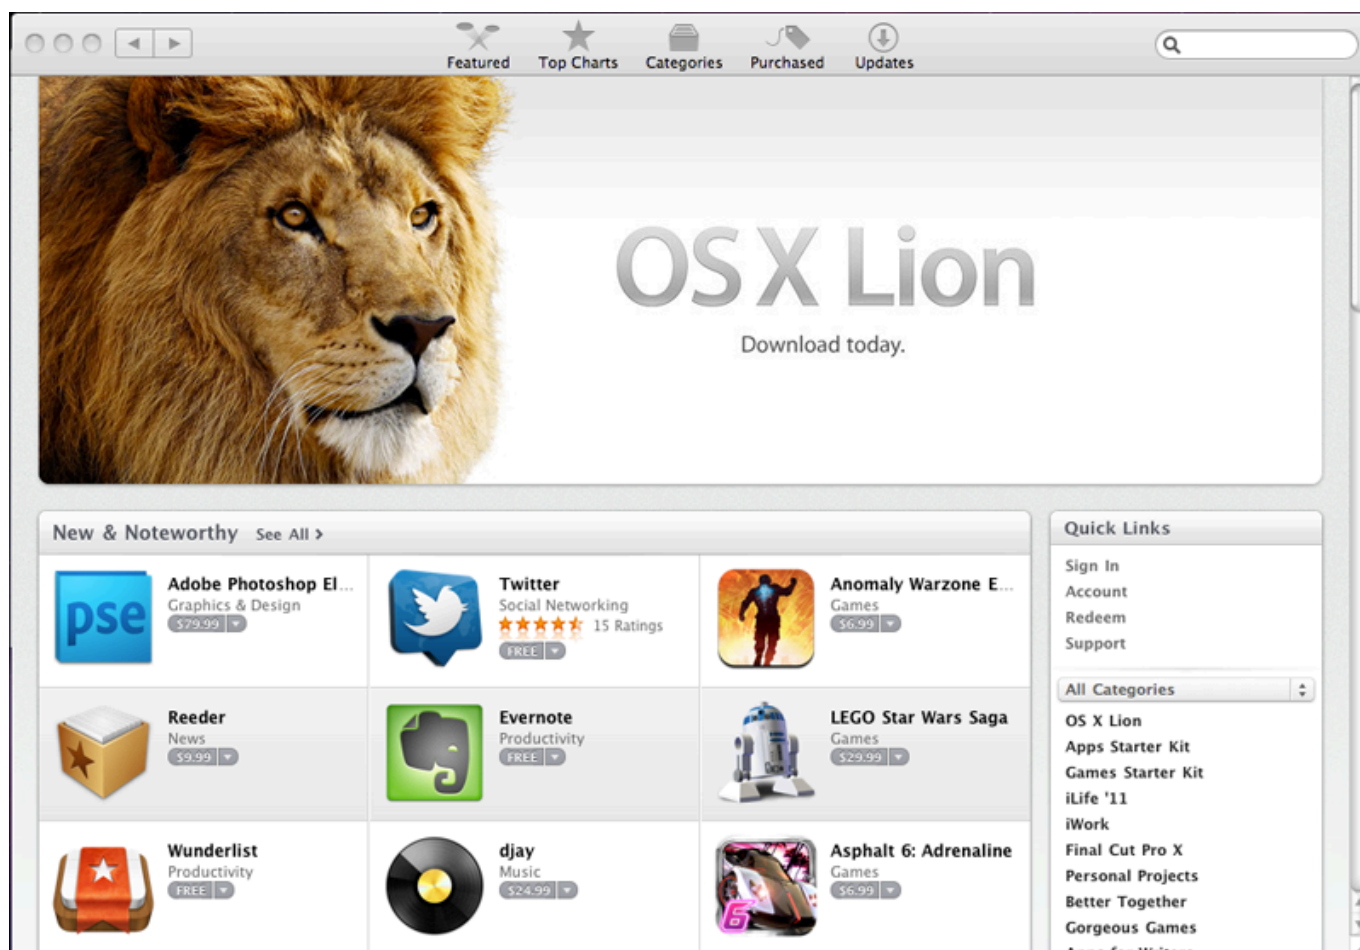 Featured
Top Charts
Categories
Purchased
Updates
OS X Lion
Download today.
New & Noteworthy See All >
Adobe Photoshop El...
Graphics & Design
$79.99
pse
Twitter
Social Networking
15 Ratings
FREE
Anomaly Warzone E...
Games
$6.99
Reeder
News
$9.99
Evernote
Productivity
FREE
LEGO Star Wars Saga
Games
$29.99
Wunderlist
Productivity
FREE
djay
Music
$24.99
Asphalt 6: Adrenaline
Games
$6.99
6
Quick Links
Sign In
Account
Redeem
Support
All Categories
OS X Lion
Apps Starter Kit
Games Starter Kit
iLife '11
iWork
Final Cut Pro X
Personal Projects
Better Together
Gorgeous Games